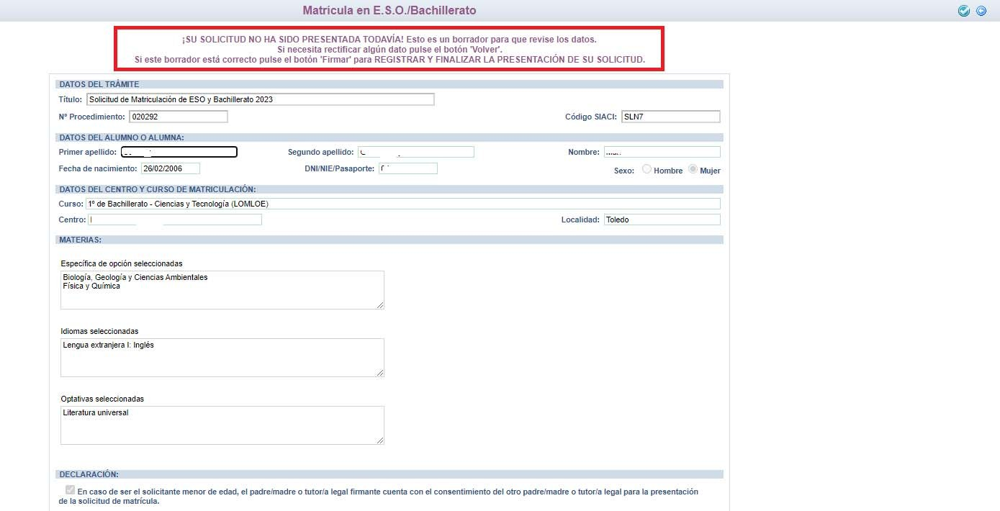 Matrícula en E.S.O./Bachillerato
¡SU SOLICITUD NO HA SIDO PRESENTADA TODAVÍA! Esto es un borrador para que revise los datos.
Si necesita rectificar algún dato pulse el botón 'Volver'.
Si este borrador está correcto pulse el botón 'Firmar' para REGISTRAR Y FINALIZAR LA PRESENTACIÓN DE SU SOLICITUD.
DATOS DEL TRÁMITE
Título: Solicitud de Matriculación de ESO y Bachillerato 2023
Nº Procedimiento: 020292 Código SIACI: SLN7
DATOS DEL ALUMNO O ALUMNA:
Primer apellido: Segundo apellido: Nombre:
Fecha de nacimiento: 26/02/2006 DNI/NIE/Pasaporte: Sexo: Hombre Mujer
DATOS DEL CENTRO Y CURSO DE MATRICULACIÓN:
Curso: 1º de Bachillerato - Ciencias y Tecnología (LOMLOE)
Centro: Localidad: Toledo
MATERIAS:
Específica de opción seleccionadas
Biología, Geología y Ciencias Ambientales
Física y Química
Idiomas seleccionadas
Lengua extranjera I: Inglés
Optativas seleccionadas
Literatura universal
DECLARACIÓN:
En caso de ser el solicitante menor de edad, el padre/madre o tutor/a legal firmante cuenta con el consentimiento del otro padre/madre o tutor/a legal para la presentación
de la solicitud de matrícula.